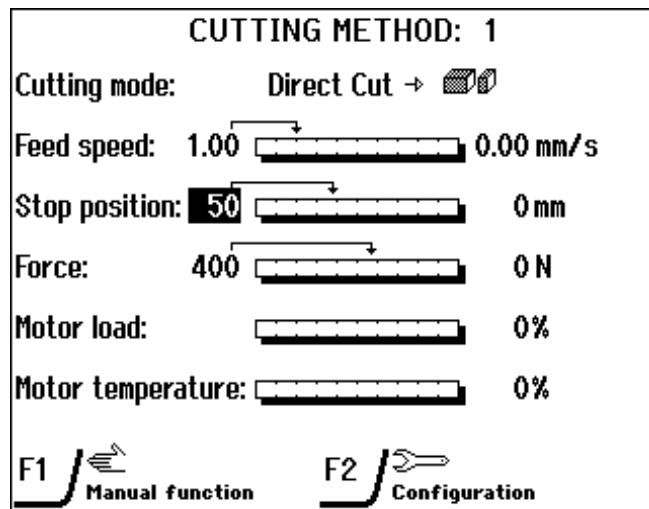 CUTTING METHOD: 1
Cutting mode: Direct Cut
Feed speed: 1.00 0.00 mm/s
Stop position: 50 0 mm
Force: 400 0 N
Motor load: 0%
Motor temperature: 0%
F1 Manual function F2 Configuration